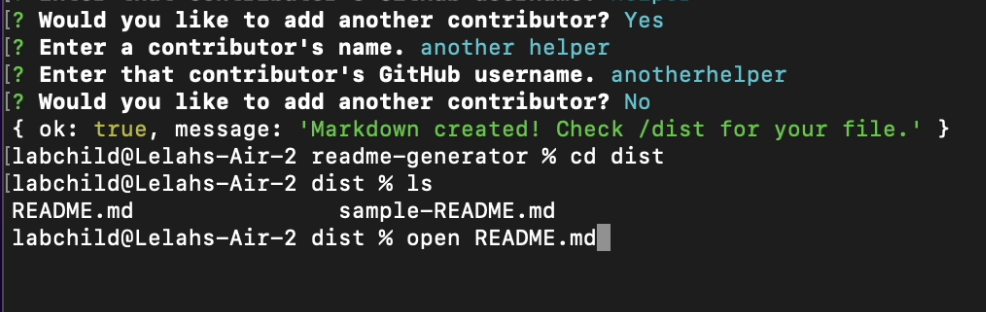 [? Would you like to add another contributor? Yes
[? Enter a contributor's name. another helper
[? Enter that contributor's GitHub username. anotherhelper
[? Would you like to add another contributor? No
{ ok: true, message: 'Markdown created! Check /dist for your file.' }
[labchild@Lelahs-Air-2 readme-generator % cd dist
[labchild@Lelahs-Air-2 dist % ls
README.md sample-README.md
labchild@Lelahs-Air-2 dist % open README.md